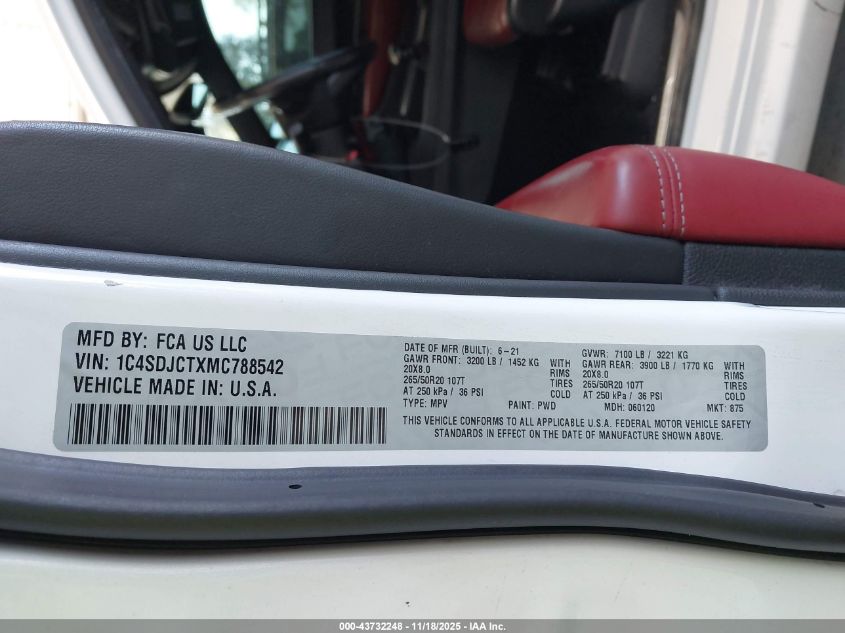 MFD BY: FCA US LLC
VIN: 1C4SDJCTXMC788542
VEHICLE MADE IN: U.S.A.
DATE OF MFR (BUILT): 6-21 GVWR: 7100 LB / 3221 KG
GAWR FRONT: 3200 LB / 1452 KG WITH GAWR REAR: 3900 LB / 1770 KG WITH
20X8.0 RIMS 20X8.0 RIMS
265/50R20 107T TIRES 265/50R20 107T TIRES
AT 250 kPa / 36 PSI COLD AT 250 kPa / 36 PSI COLD
TYPE: MPV PAINT: PWD MDH: 060120 MKT: 875
THIS VEHICLE CONFORMS TO ALL APPLICABLE U.S.A. FEDERAL MOTOR VEHICLE SAFETY
STANDARDS IN EFFECT ON THE DATE OF MANUFACTURE SHOWN ABOVE.
000-43732248 - 11/18/2025 - IAA Inc.